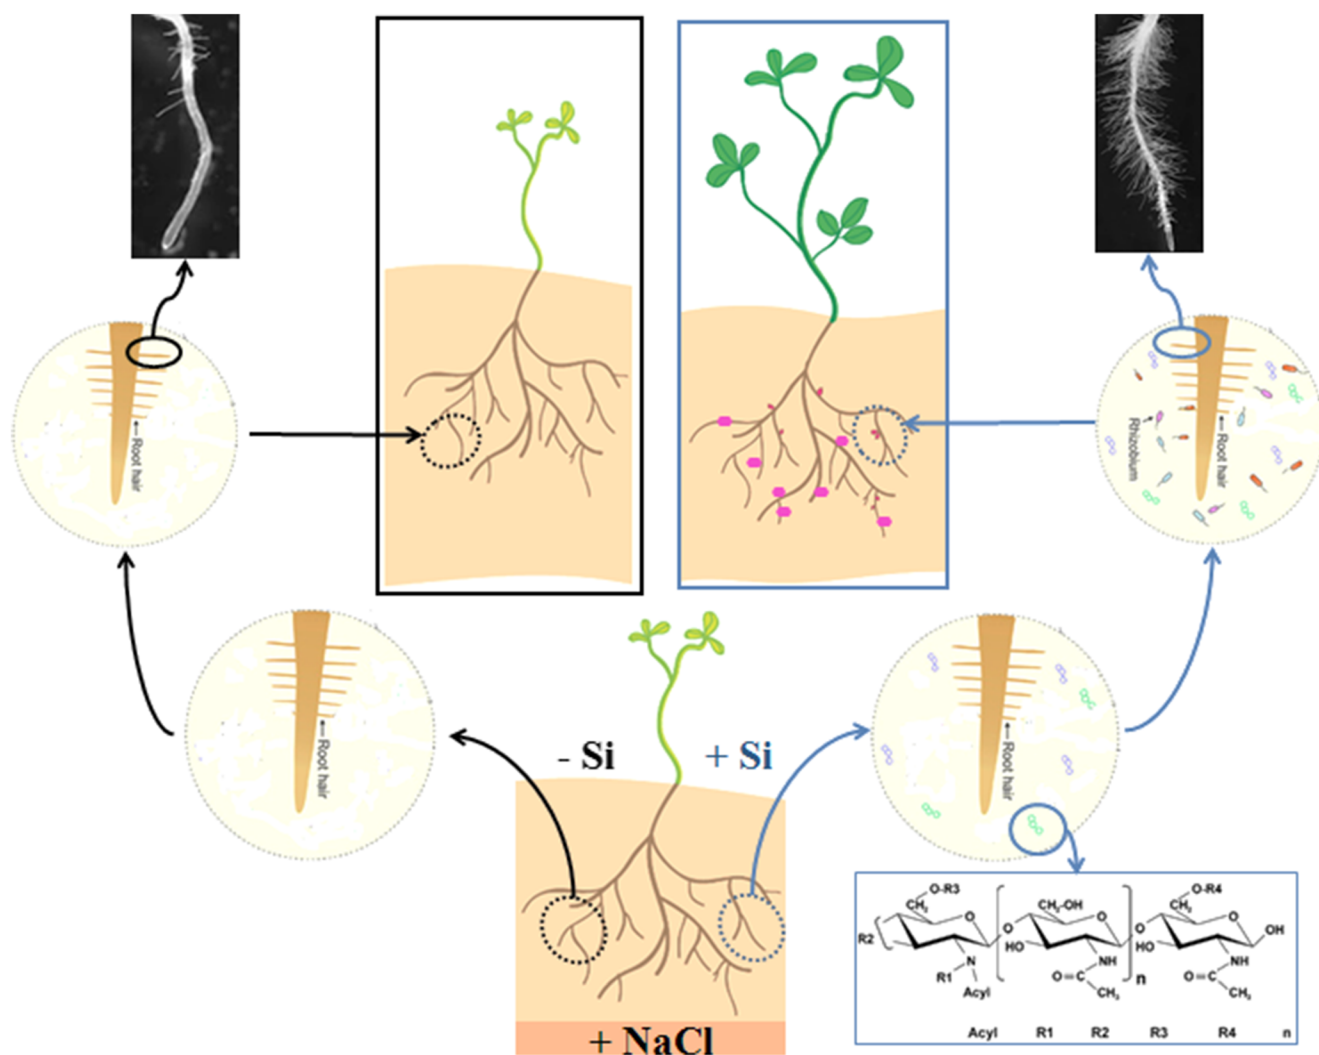 Root hair
Rhizobium
Root hair
Root hair
- Si
+ Si
Root hair
+ NaCl
O-R3
CH₂
R2
O
R1
N
Acyl
O
CH₂-OH
O
HO
NH
O=C
CH₃
n
O
O-R4
CH₂
O
HO
OH
NH
O=C
CH₃
Acyl R1 R2 R3 R4 n